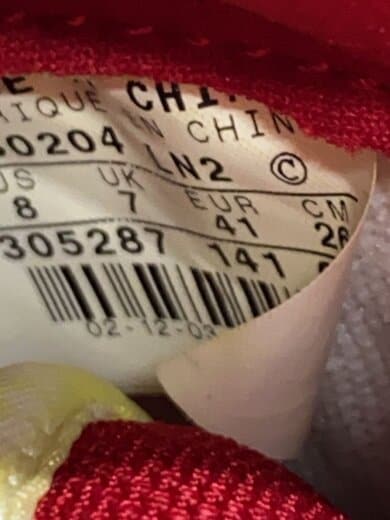 CHI
IQUE EN CHIN
0204 LN2 ©
US UK EUR CM
8 7 41 26
305287 141
02-12-03